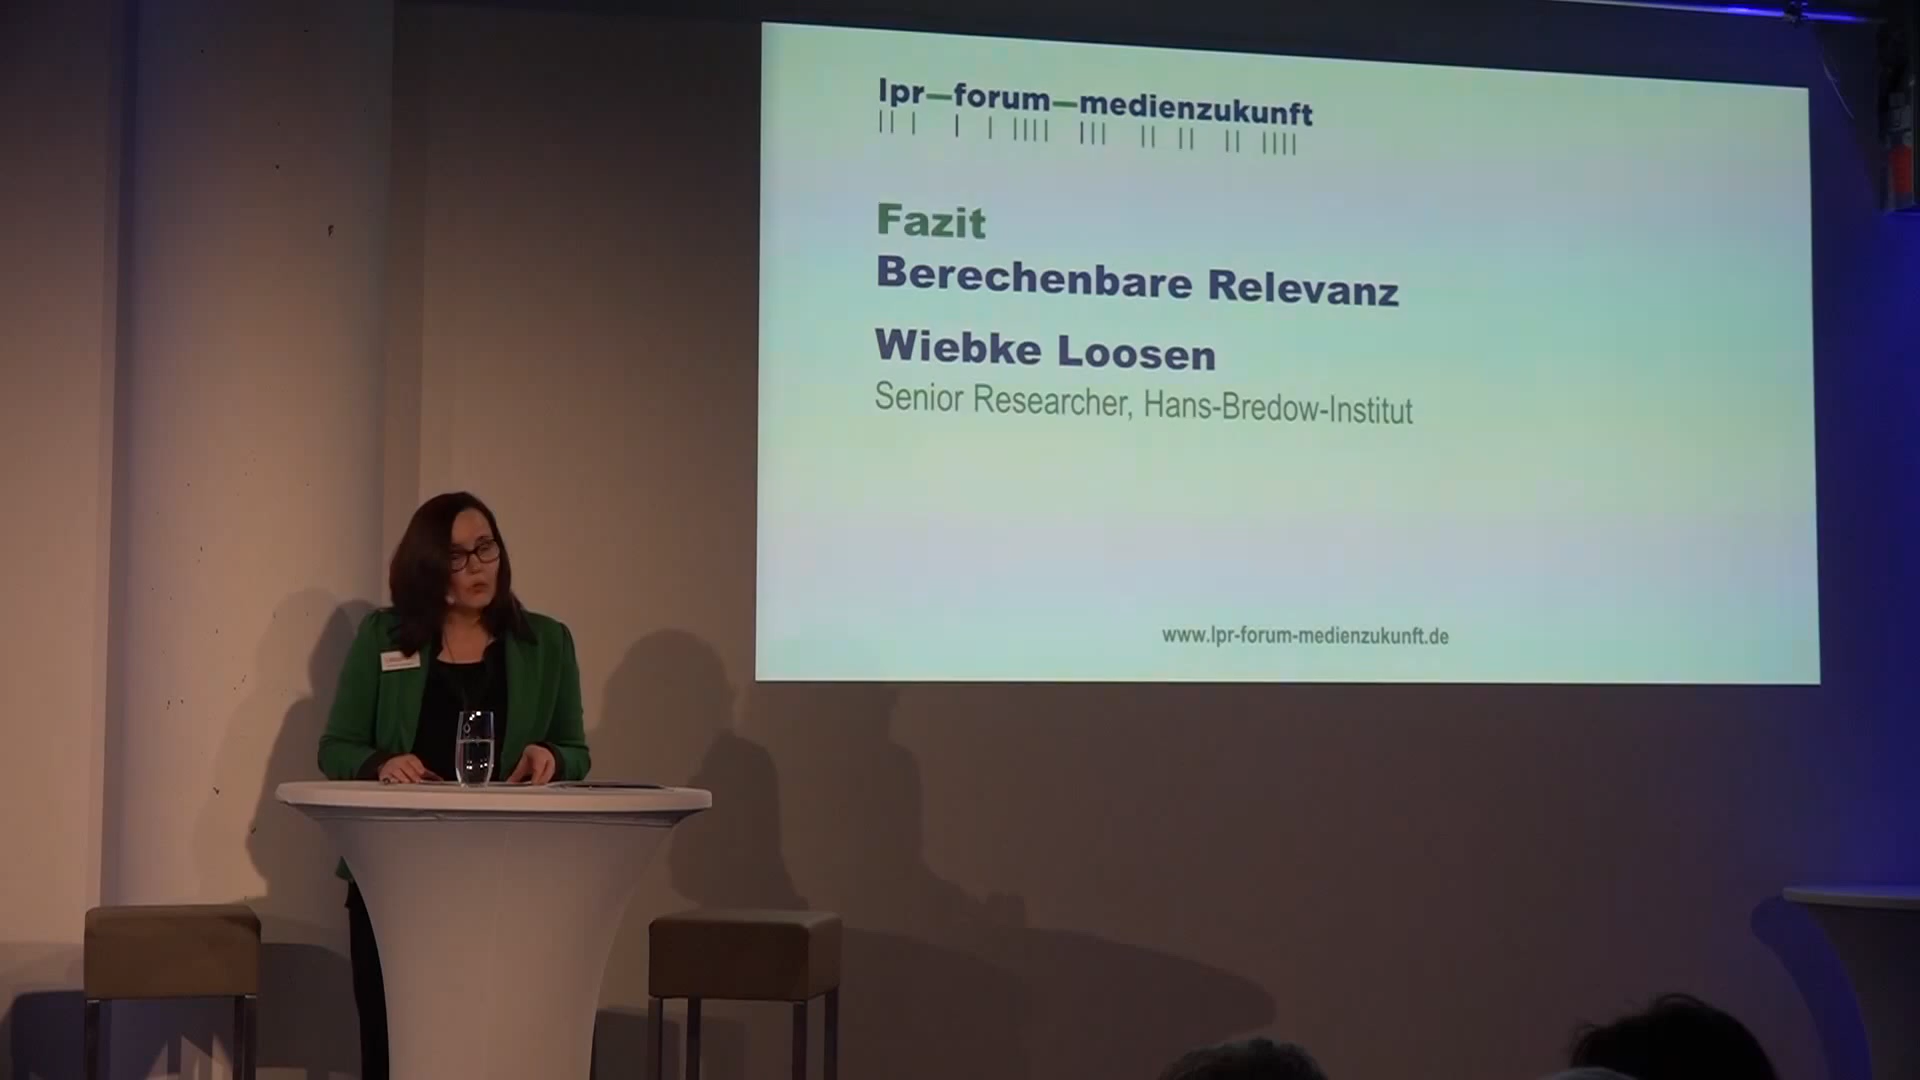 lpr–forum–medienzukunft
Fazit
Berechenbare Relevanz
Wiebke Loosen
Senior Researcher, Hans-Bredow-Institut
www.lpr-forum-medienzukunft.de